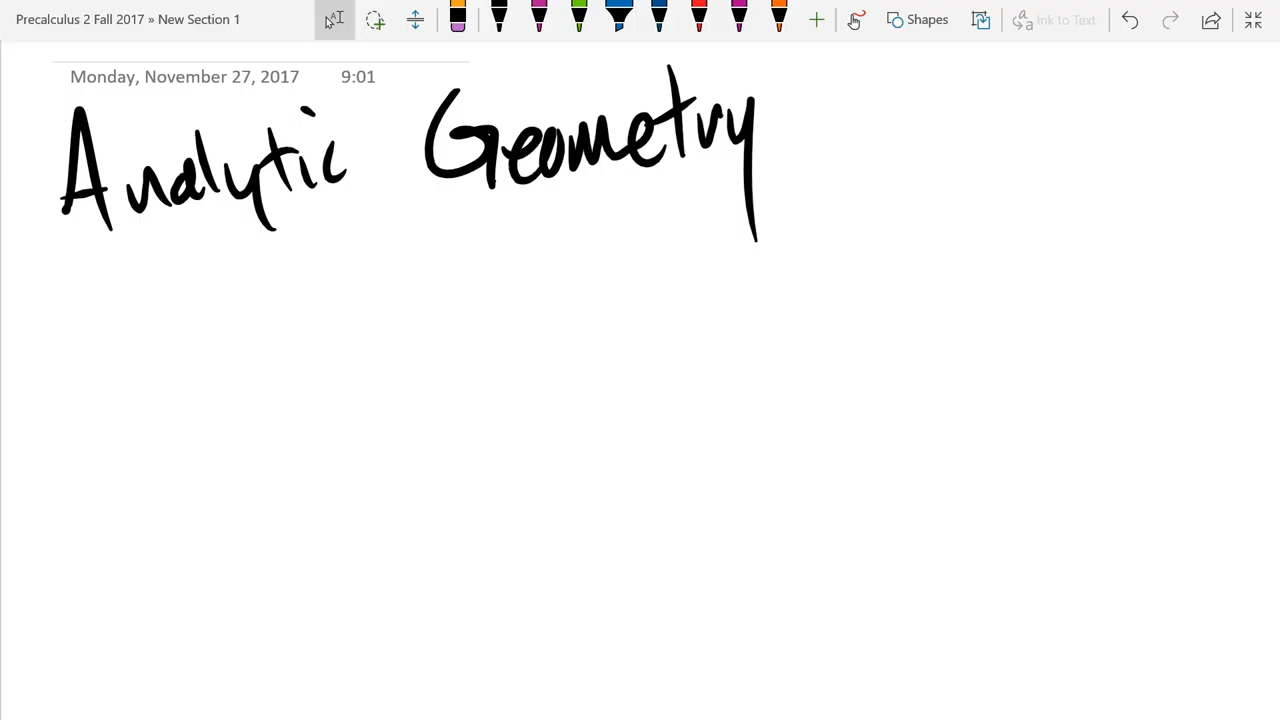 Precalculus 2 Fall 2017 » New Section 1
Shapes
Ink to Text
Monday, November 27, 2017 9:01
Analytic Geometry